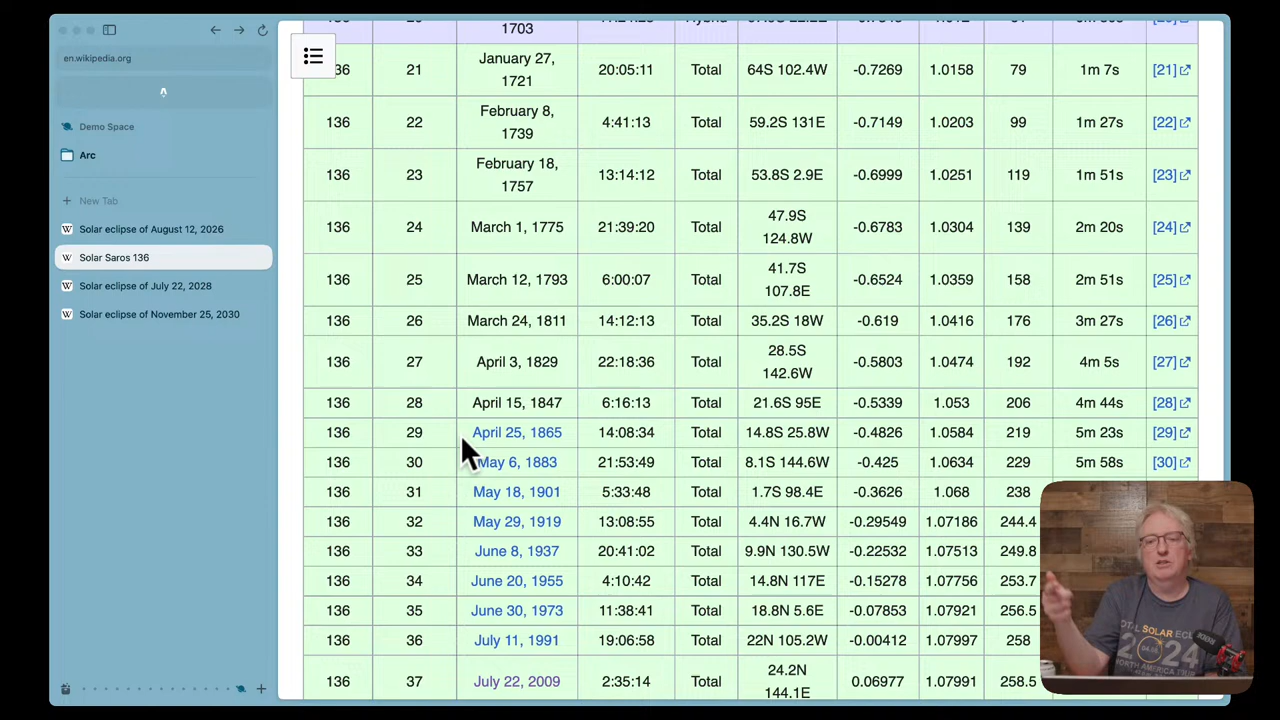 en.wikipedia.org
Demo Space
Arc
+ New Tab
W Solar eclipse of August 12, 2026
W Solar Saros 136
W Solar eclipse of July 22, 2028
W Solar eclipse of November 25, 2030
1703
36 21 January 27, 1721 20:05:11 Total 64S 102.4W -0.7269 1.0158 79 1m 7s [21]
136 22 February 8, 1739 4:41:13 Total 59.2S 131E -0.7149 1.0203 99 1m 27s [22]
136 23 February 18, 1757 13:14:12 Total 53.8S 2.9E -0.6999 1.0251 119 1m 51s [23]
136 24 March 1, 1775 21:39:20 Total 47.9S 124.8W -0.6783 1.0304 139 2m 20s [24]
136 25 March 12, 1793 6:00:07 Total 41.7S 107.8E -0.6524 1.0359 158 2m 51s [25]
136 26 March 24, 1811 14:12:13 Total 35.2S 18W -0.619 1.0416 176 3m 27s [26]
136 27 April 3, 1829 22:18:36 Total 28.5S 142.6W -0.5803 1.0474 192 4m 5s [27]
136 28 April 15, 1847 6:16:13 Total 21.6S 95E -0.5339 1.053 206 4m 44s [28]
136 29 April 25, 1865 14:08:34 Total 14.8S 25.8W -0.4826 1.0584 219 5m 23s [29]
136 30 May 6, 1883 21:53:49 Total 8.1S 144.6W -0.425 1.0634 229 5m 58s [30]
136 31 May 18, 1901 5:33:48 Total 1.7S 98.4E -0.3626 1.068 238
136 32 May 29, 1919 13:08:55 Total 4.4N 16.7W -0.29549 1.07186 244.4
136 33 June 8, 1937 20:41:02 Total 9.9N 130.5W -0.22532 1.07513 249.8
136 34 June 20, 1955 4:10:42 Total 14.8N 117E -0.15278 1.07756 253.7
136 35 June 30, 1973 11:38:41 Total 18.8N 5.6E -0.07853 1.07921 256.5
136 36 July 11, 1991 19:06:58 Total 22N 105.2W -0.00412 1.07997 258
136 37 July 22, 2009 2:35:14 Total 24.2N 144.1E 0.06977 1.07991 258.5
TOTAL SOLAR ECL
2024
NORTH AMERICA